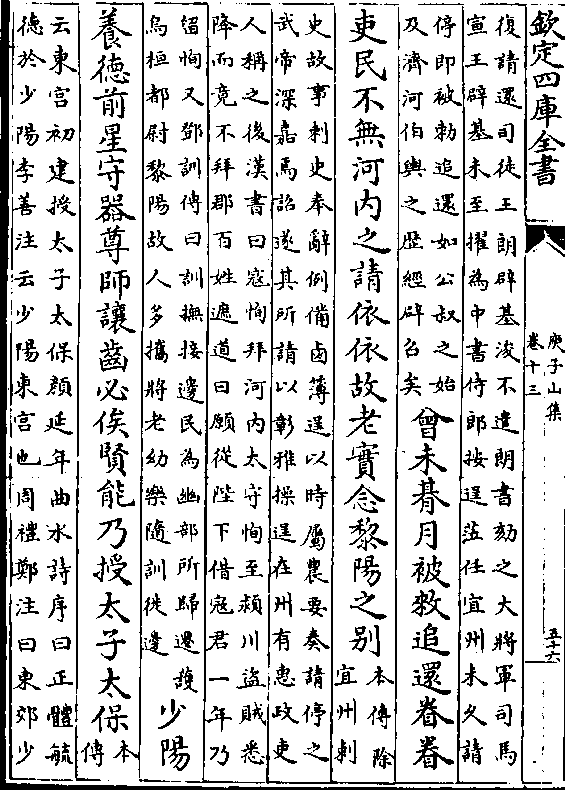 欽定四庫全書
庾子山集
卷十三
五十六
復請還司徒王朗辟基淩不遣朗書劾之大將軍司馬
宣王辟基未至擢為中書侍郎按逞莅任宜州未久請
停即被勅追還如公叔之始
及濟河伯輿之歴經辟召矣
曾未朞月被敕追還眷眷
吏民不無河内之請依依故老實念黎陽之别
本傳除
宜州刺
史故事刺史奉辭例備鹵薄逞以時屬農要奏請停之
武帝深嘉焉詔遂其所請以彰雅操逞在州有惠政吏
人稱之後漢書曰寇恂拜河内太守恂至潁川盜賊悉
降而竟不拜郡百姓遮道曰願從陛下借寇君一年乃
畱恂又鄧訓傳曰訓撫接邊民為幽部所歸遷護
烏桓都尉黎陽故人多攜將老幼樂隨訓徙邊
少陽
養德前星守器尊師讓齒必俟賢能乃授太子太保
本
傳
云東宮初建授太子太保顏延年曲水詩序曰正體毓
德於少陽李善注云少陽東宮也周禮鄭注曰東郊少